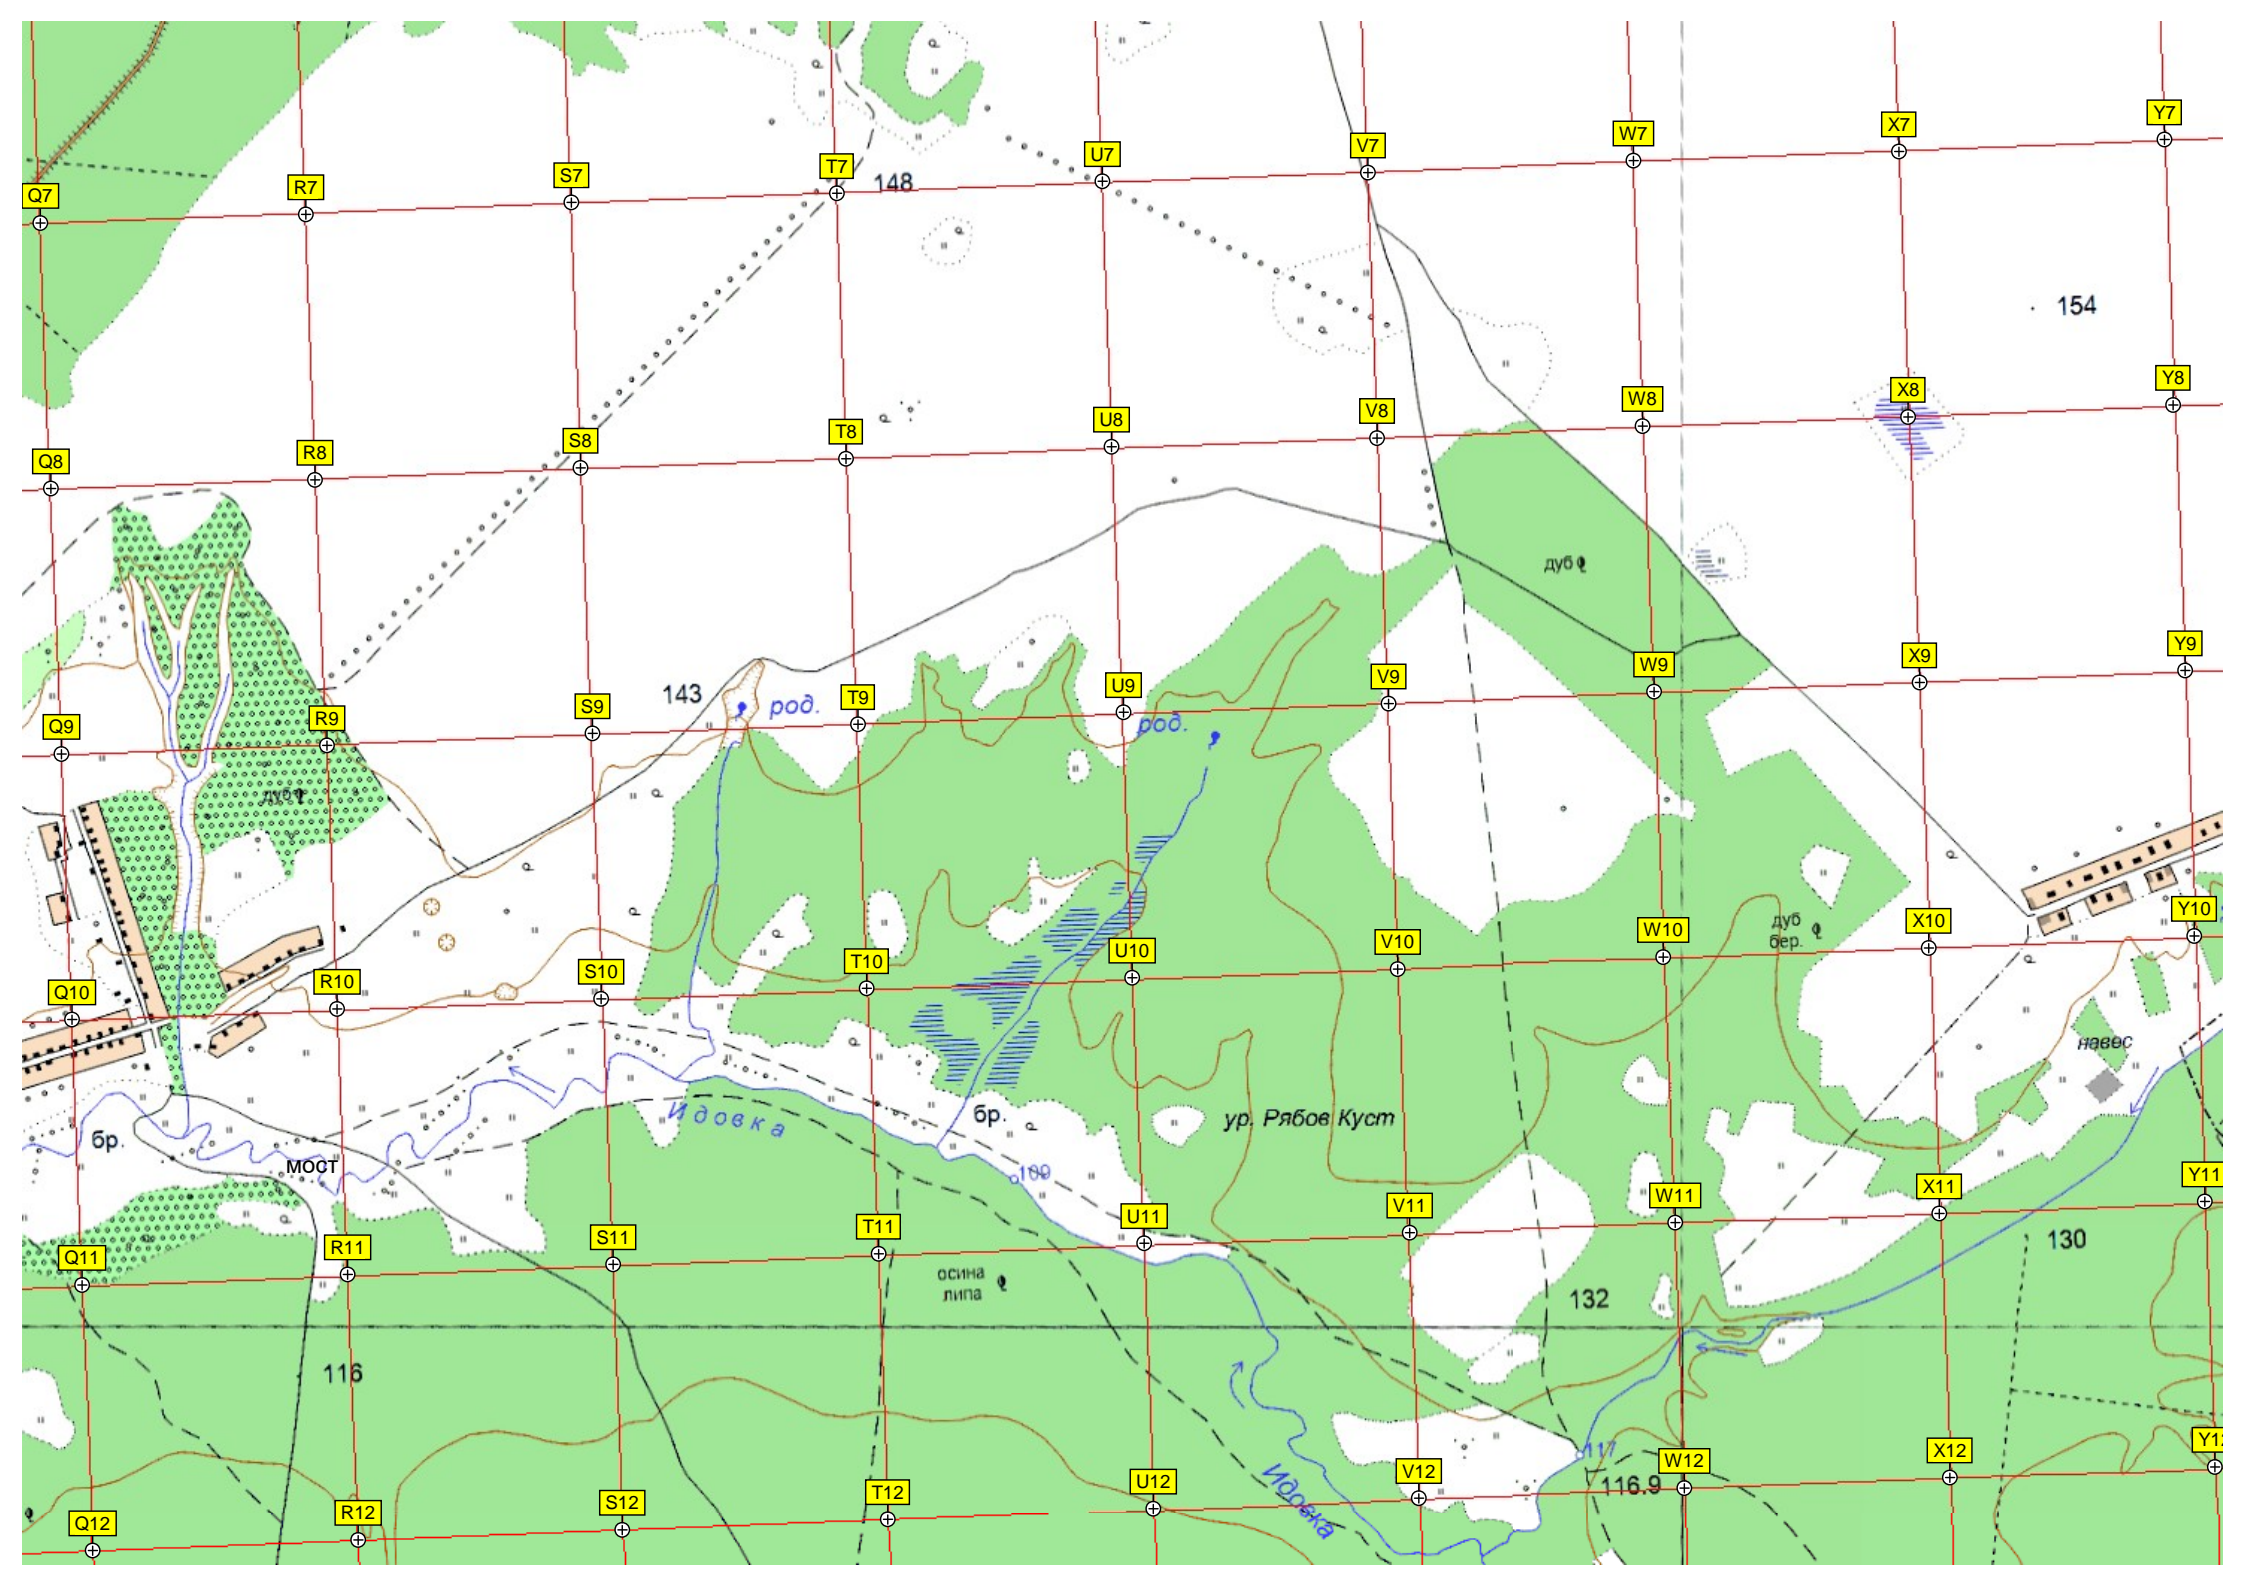 Q7
R7
S7
T7
U7
V7
W7
X7
Y7
148
154
Q8
R8
S8
T8
U8
V8
W8
X8
Y8
дуб
Q9
R9
S9
T9
U9
V9
W9
X9
Y9
143
род.
род.
дуб
дуб
бер.
Q10
R10
S10
T10
U10
V10
W10
X10
Y10
навес
Идовка
бр.
бр.
ур. Рябов Куст
мост
109
Q11
R11
S11
T11
U11
V11
W11
X11
Y11
130
осина
липа
132
116
117
116.9
Идовка
Q12
R12
S12
T12
U12
V12
W12
X12